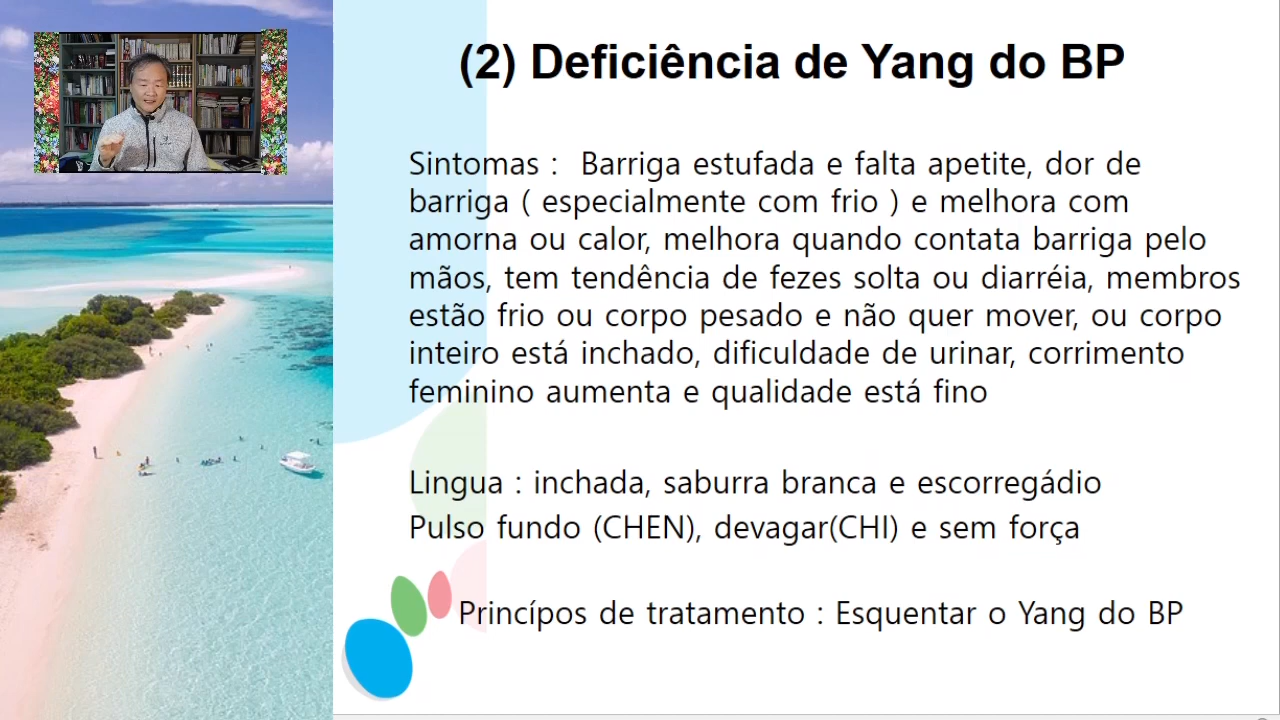 (2) Deficiência de Yang do BP
Sintomas :  Barriga estufada e falta apetite, dor de
barriga ( especialmente com frio ) e melhora com
amorna ou calor, melhora quando contata barriga pelo
mãos, tem tendência de fezes solta ou diarréia, membros
estão frio ou corpo pesado e não quer mover, ou corpo
inteiro está inchado, dificuldade de urinar, corrimento
feminino aumenta e qualidade está fino
Lingua : inchada, saburra branca e escorregádio
Pulso fundo (CHEN), devagar(CHI) e sem força
Princípos de tratamento : Esquentar o Yang do BP